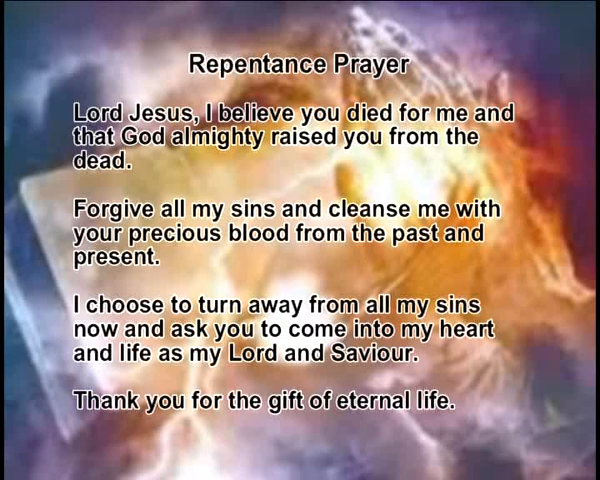 Repentance Prayer
Lord Jesus, I believe you died for me and
that God almighty raised you from the
dead.
Forgive all my sins and cleanse me with
your precious blood from the past and
present.
I choose to turn away from all my sins
now and ask you to come into my heart
and life as my Lord and Saviour.
Thank you for the gift of eternal life.